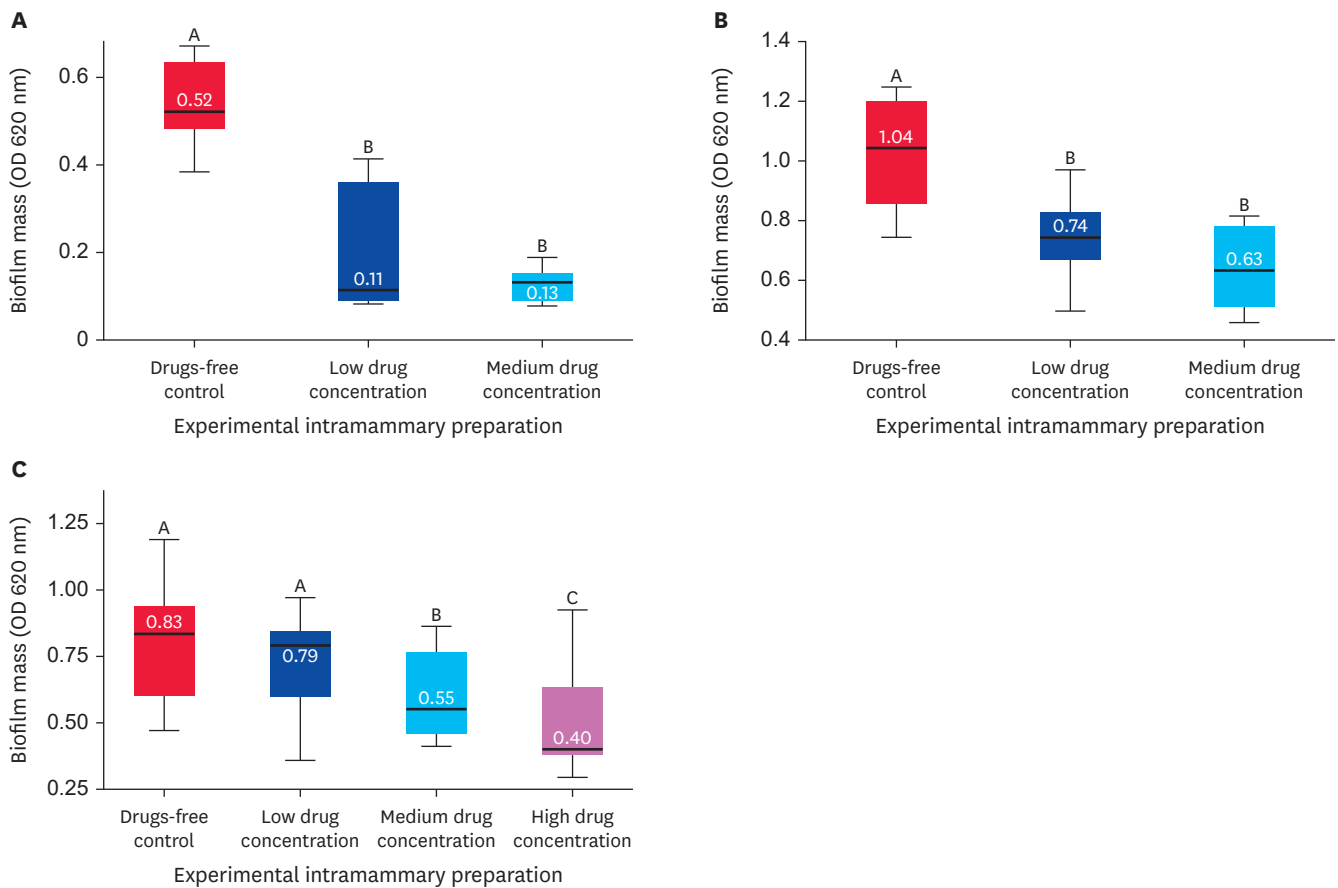 A
Biofilm mass (OD 620 nm)
0.6
0.4
0.2
0
A
0.52
B
0.11
B
0.13
Drugs-free
control
Low drug
concentration
Medium drug
concentration
Experimental intramammary preparation
B
Biofilm mass (OD 620 nm)
1.4
1.2
1.0
0.8
0.6
0.4
A
1.04
B
0.74
B
0.63
Drugs-free
control
Low drug
concentration
Medium drug
concentration
Experimental intramammary preparation
C
Biofilm mass (OD 620 nm)
1.25
1.00
0.75
0.50
0.25
A
0.83
A
0.79
B
0.55
C
0.40
Drugs-free
control
Low drug
concentration
Medium drug
concentration
High drug
concentration
Experimental intramammary preparation